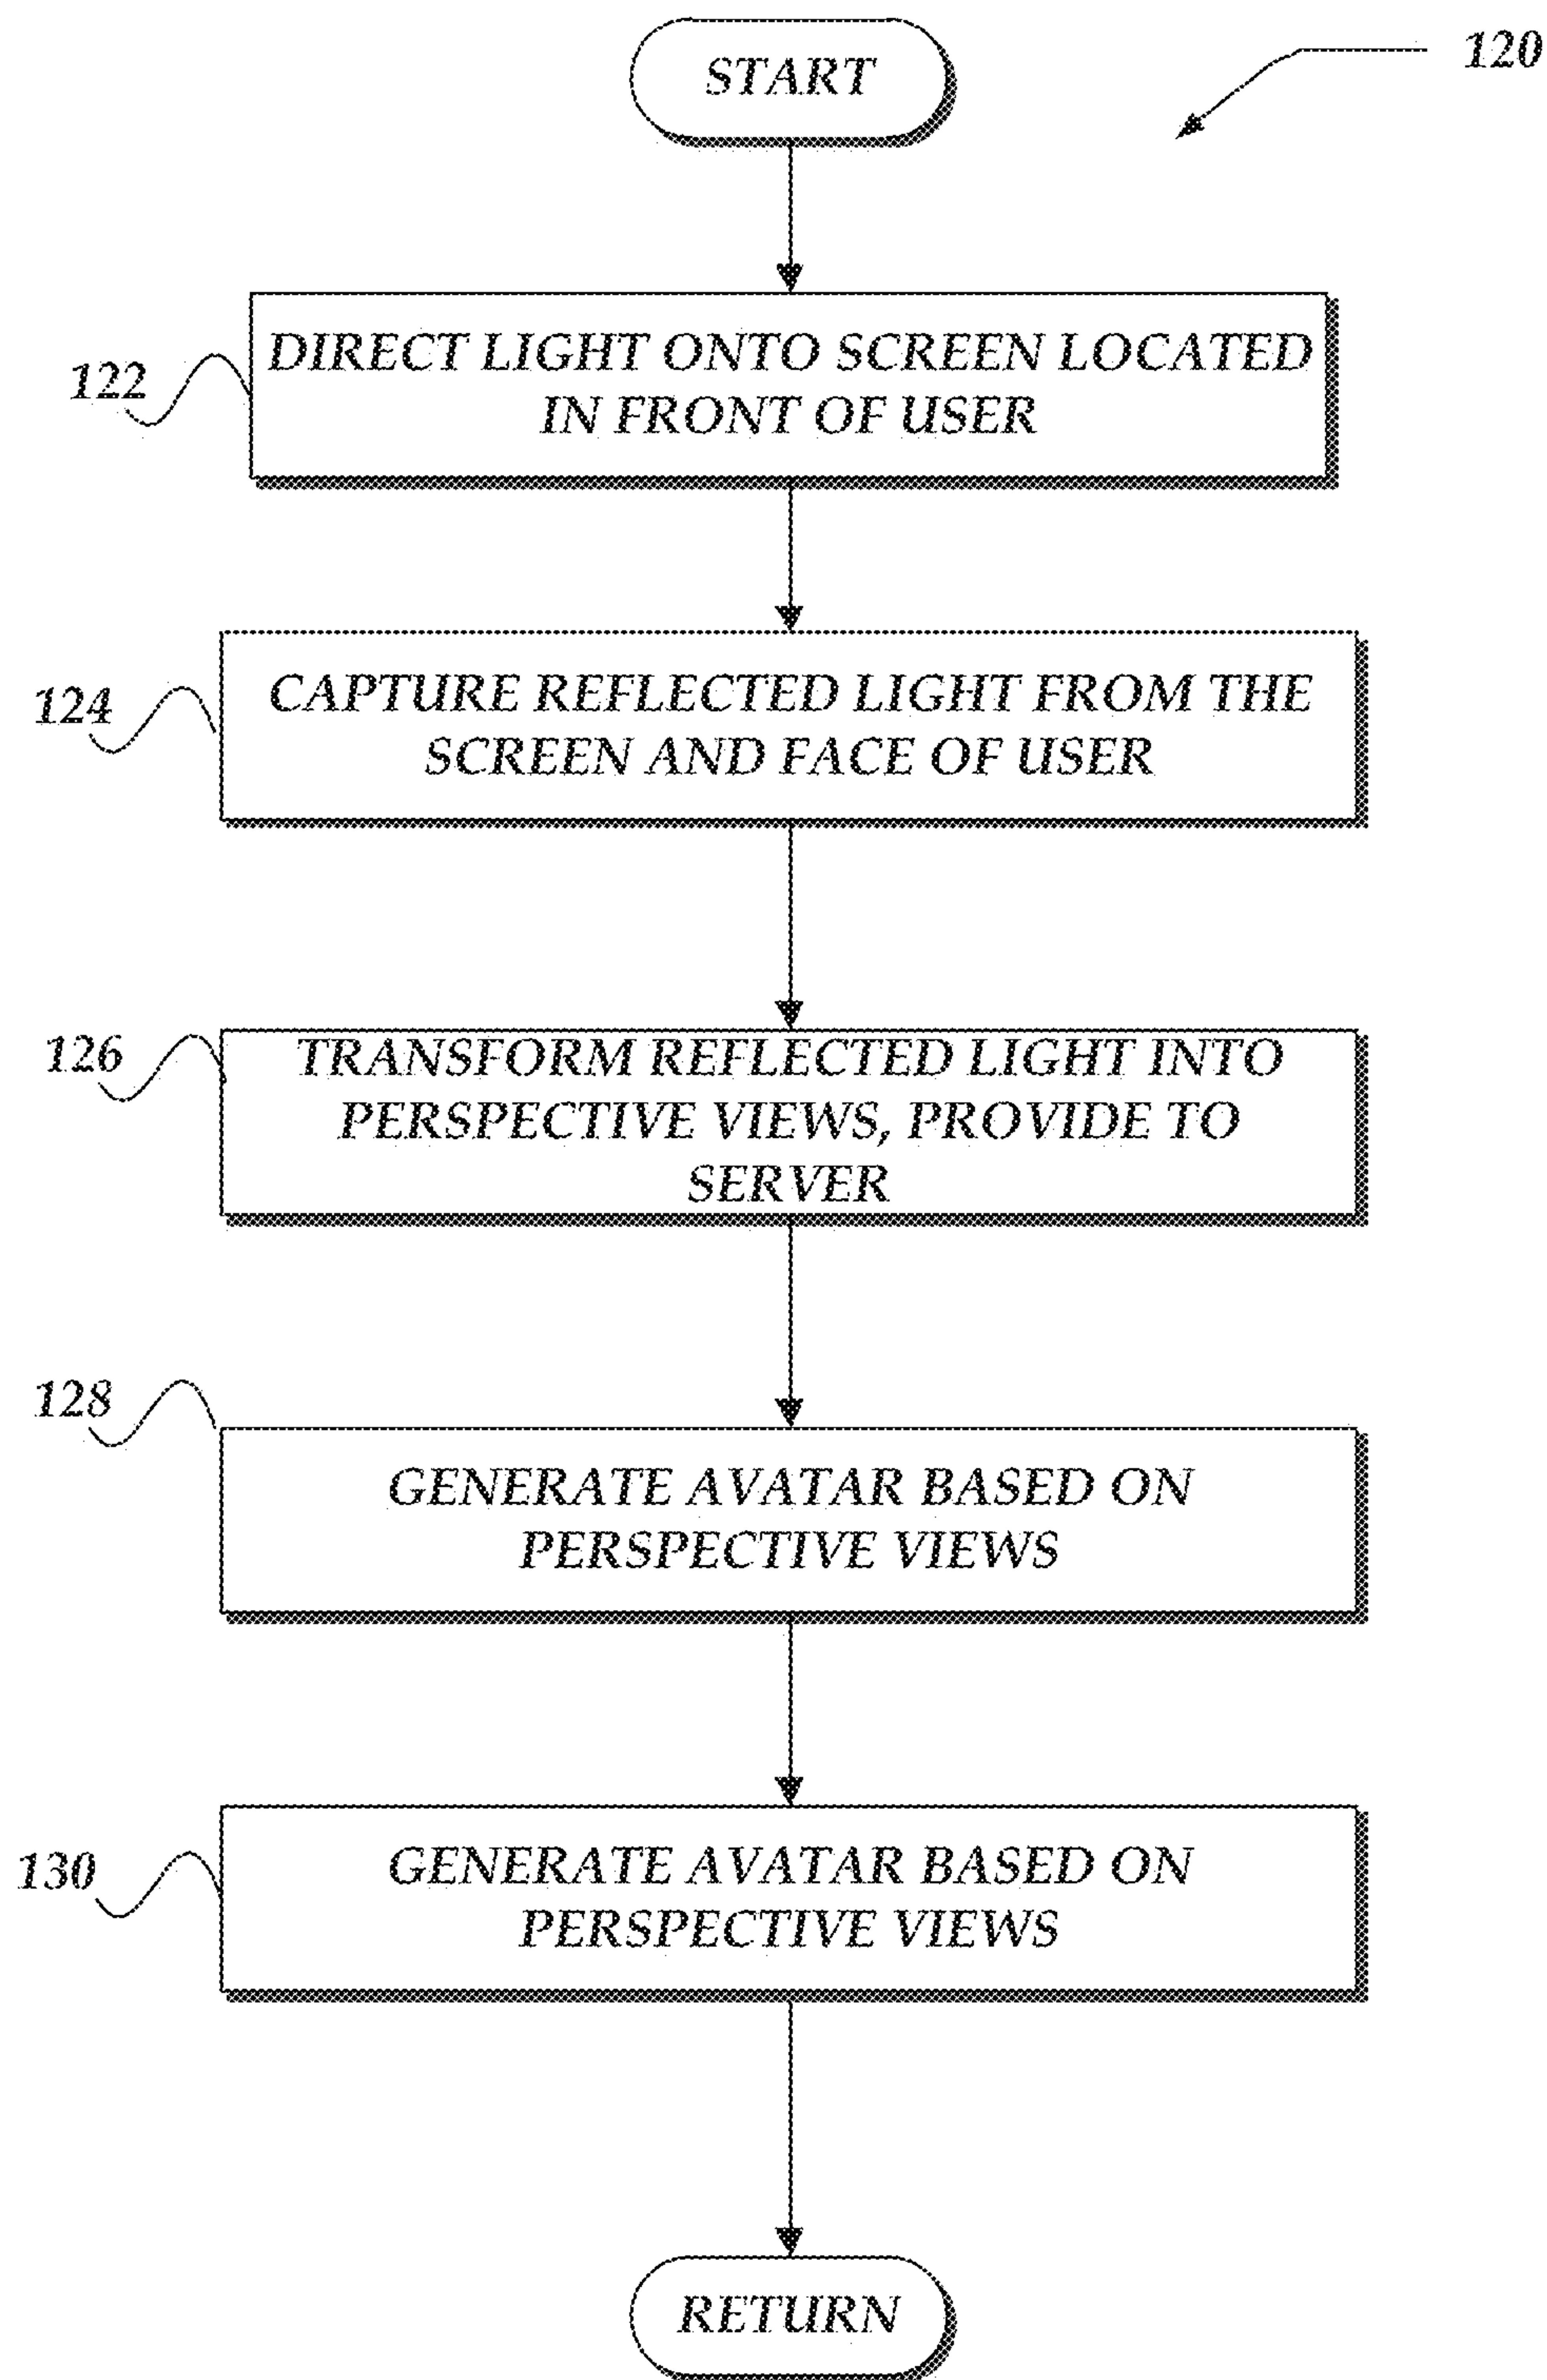 START
120
122
DIRECT LIGHT ONTO SCREEN LOCATED
IN FRONT OF USER
124
CAPTURE REFLECTED LIGHT FROM THE
SCREEN AND FACE OF USER
126
TRANSFORM REFLECTED LIGHT INTO
PERSPECTIVE VIEWS, PROVIDE TO
SERVER
128
GENERATE AVATAR BASED ON
PERSPECTIVE VIEWS
130
GENERATE AVATAR BASED ON
PERSPECTIVE VIEWS
RETURN